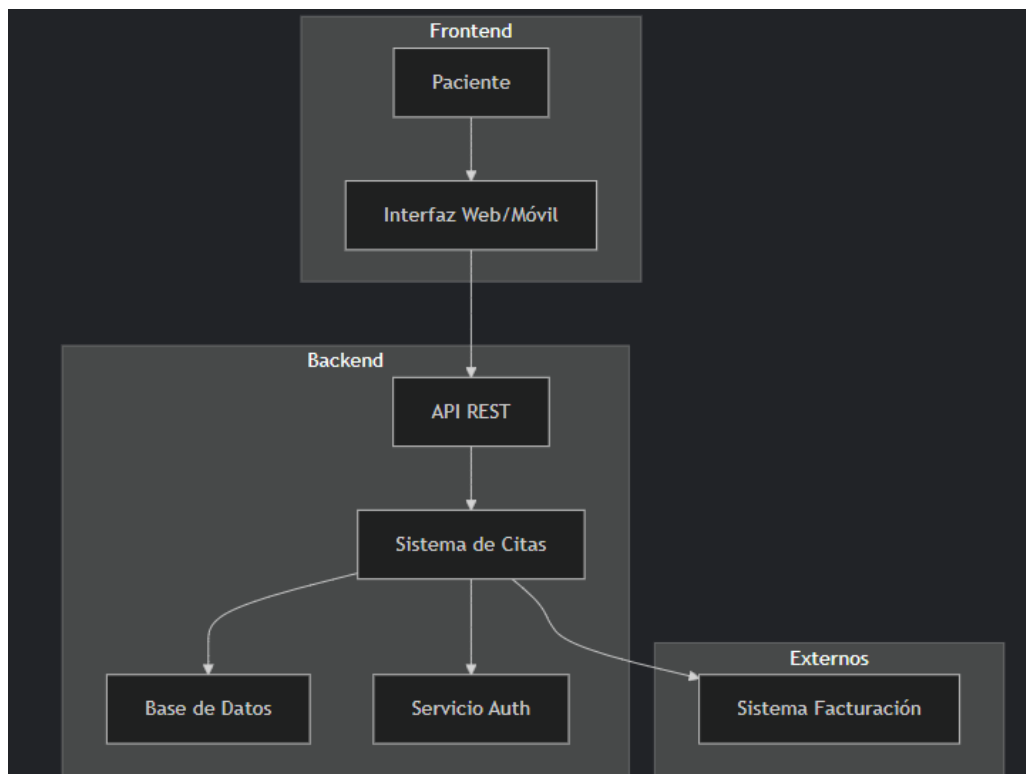 Frontend
Paciente
Interfaz Web/Móvil
Backend
API REST
Sistema de Citas
Externos
Base de Datos
Servicio Auth
Sistema Facturación